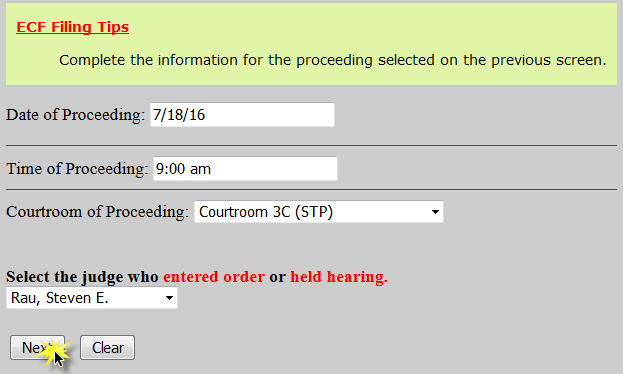 ECF Filing Tips
Complete the information for the proceeding selected on the previous screen.
Date of Proceeding: 7/18/16
Time of Proceeding: 9:00 am
Courtroom of Proceeding: Courtroom 3C (STP)
Select the judge who entered order or held hearing.
Rau, Steven E.
Next Clear